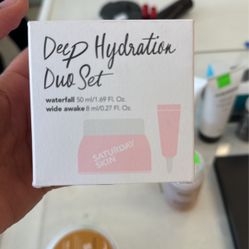 Deep Hydration
Duo Set
waterfall 50 ml/1.69 Fl. Oz.
wide awake 8 ml/0.27 Fl. Oz.
SATURDAY
SKIN